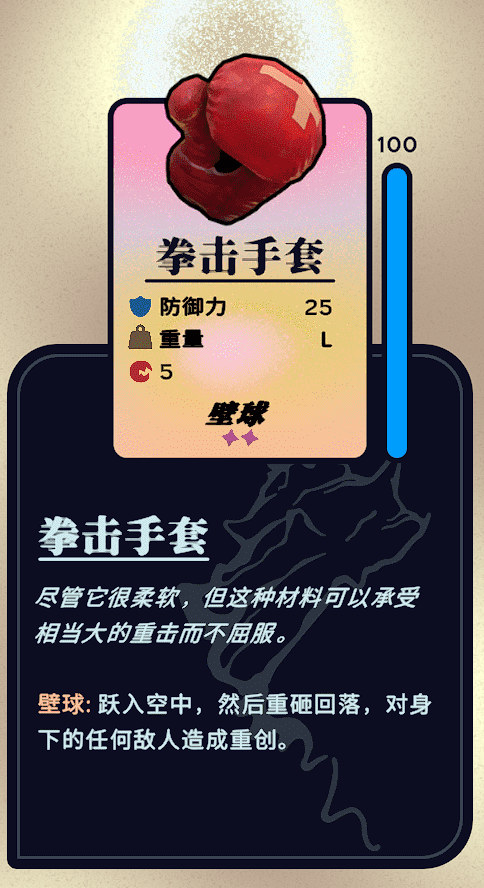 100
拳击手套
防御力 25
重量 L
5
壁球
拳击手套
尽管它很柔软，但这种材料可以承受
相当大的重击而不屈服。
壁球: 跃入空中，然后重砸回落，对身
下的任何敌人造成重创。